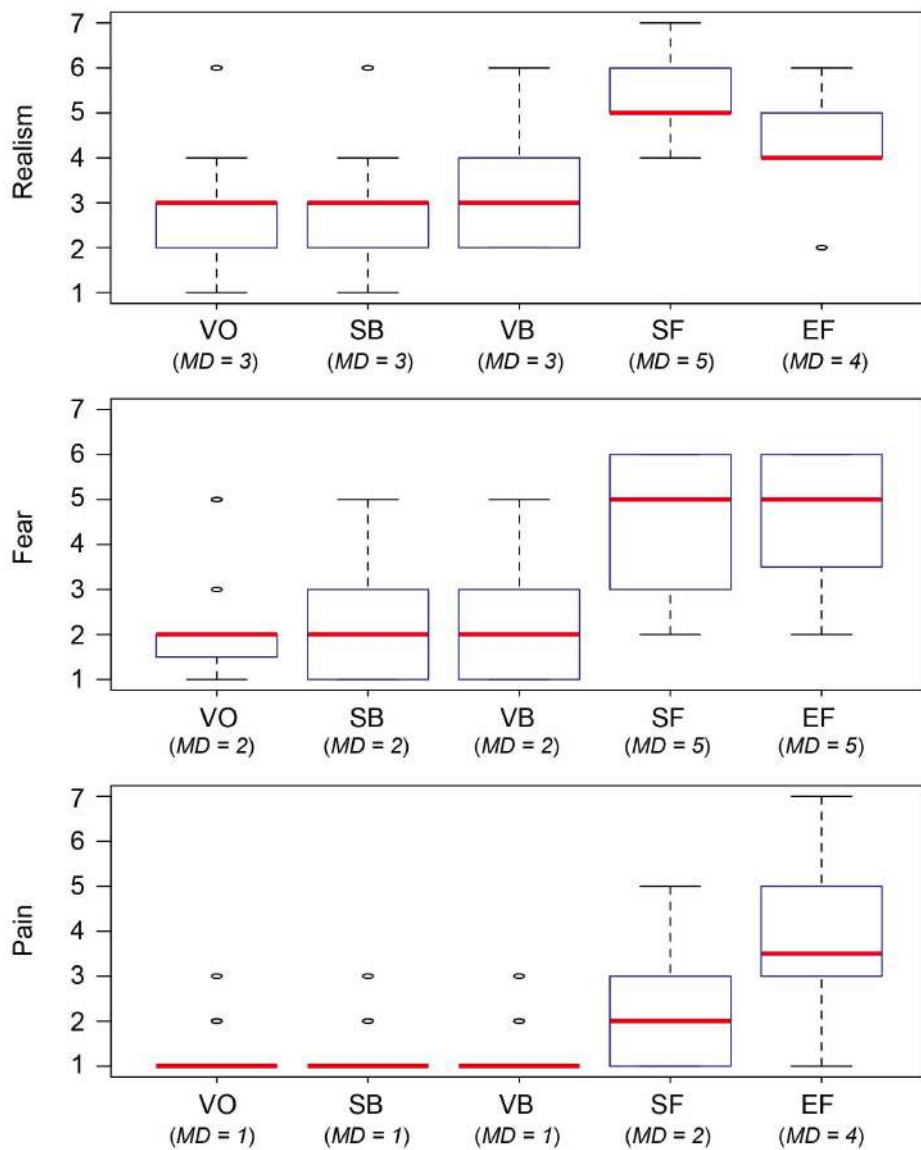 Realism
7
6
5
4
3
2
1
VO SB VB SF EF
(MD = 3) (MD = 3) (MD = 3) (MD = 5) (MD = 4)
Fear
7
6
5
4
3
2
1
VO SB VB SF EF
(MD = 2) (MD = 2) (MD = 2) (MD = 5) (MD = 5)
Pain
7
6
5
4
3
2
1
VO SB VB SF EF
(MD = 1) (MD = 1) (MD = 1) (MD = 2) (MD = 4)